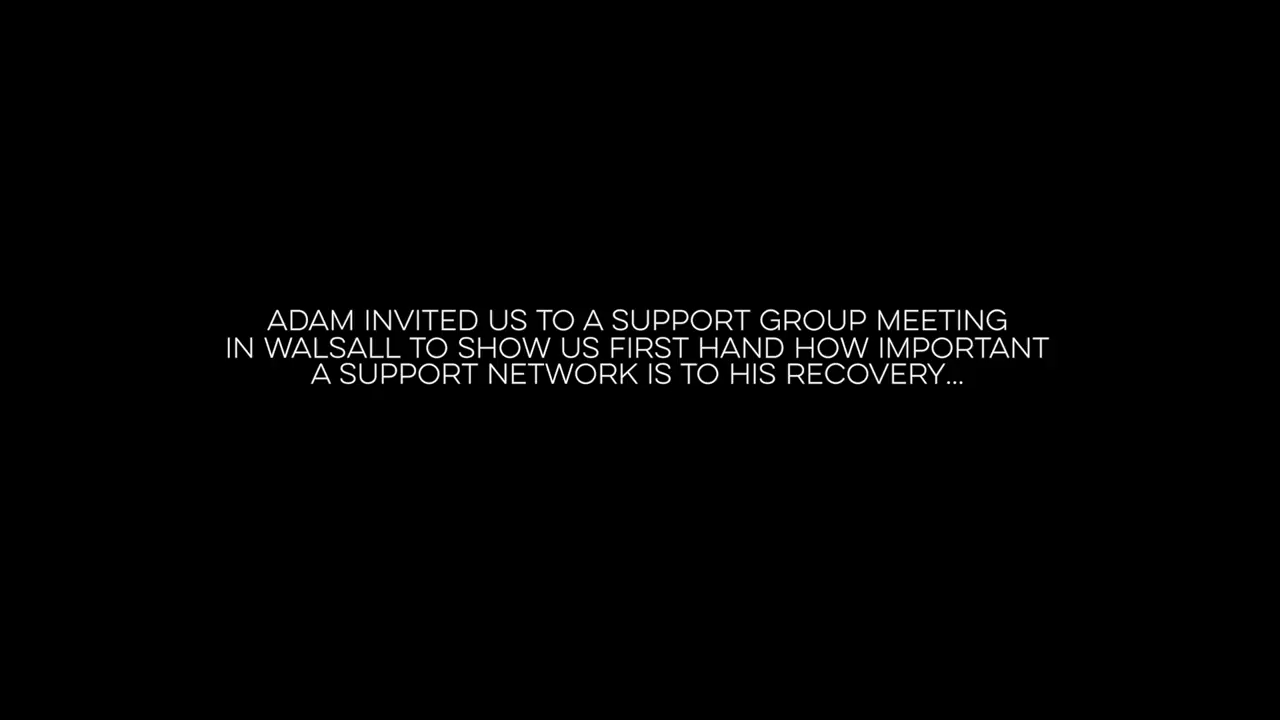 ADAM INVITED US TO A SUPPORT GROUP MEETING
IN WALSALL TO SHOW US FIRST HAND HOW IMPORTANT
A SUPPORT NETWORK IS TO HIS RECOVERY...